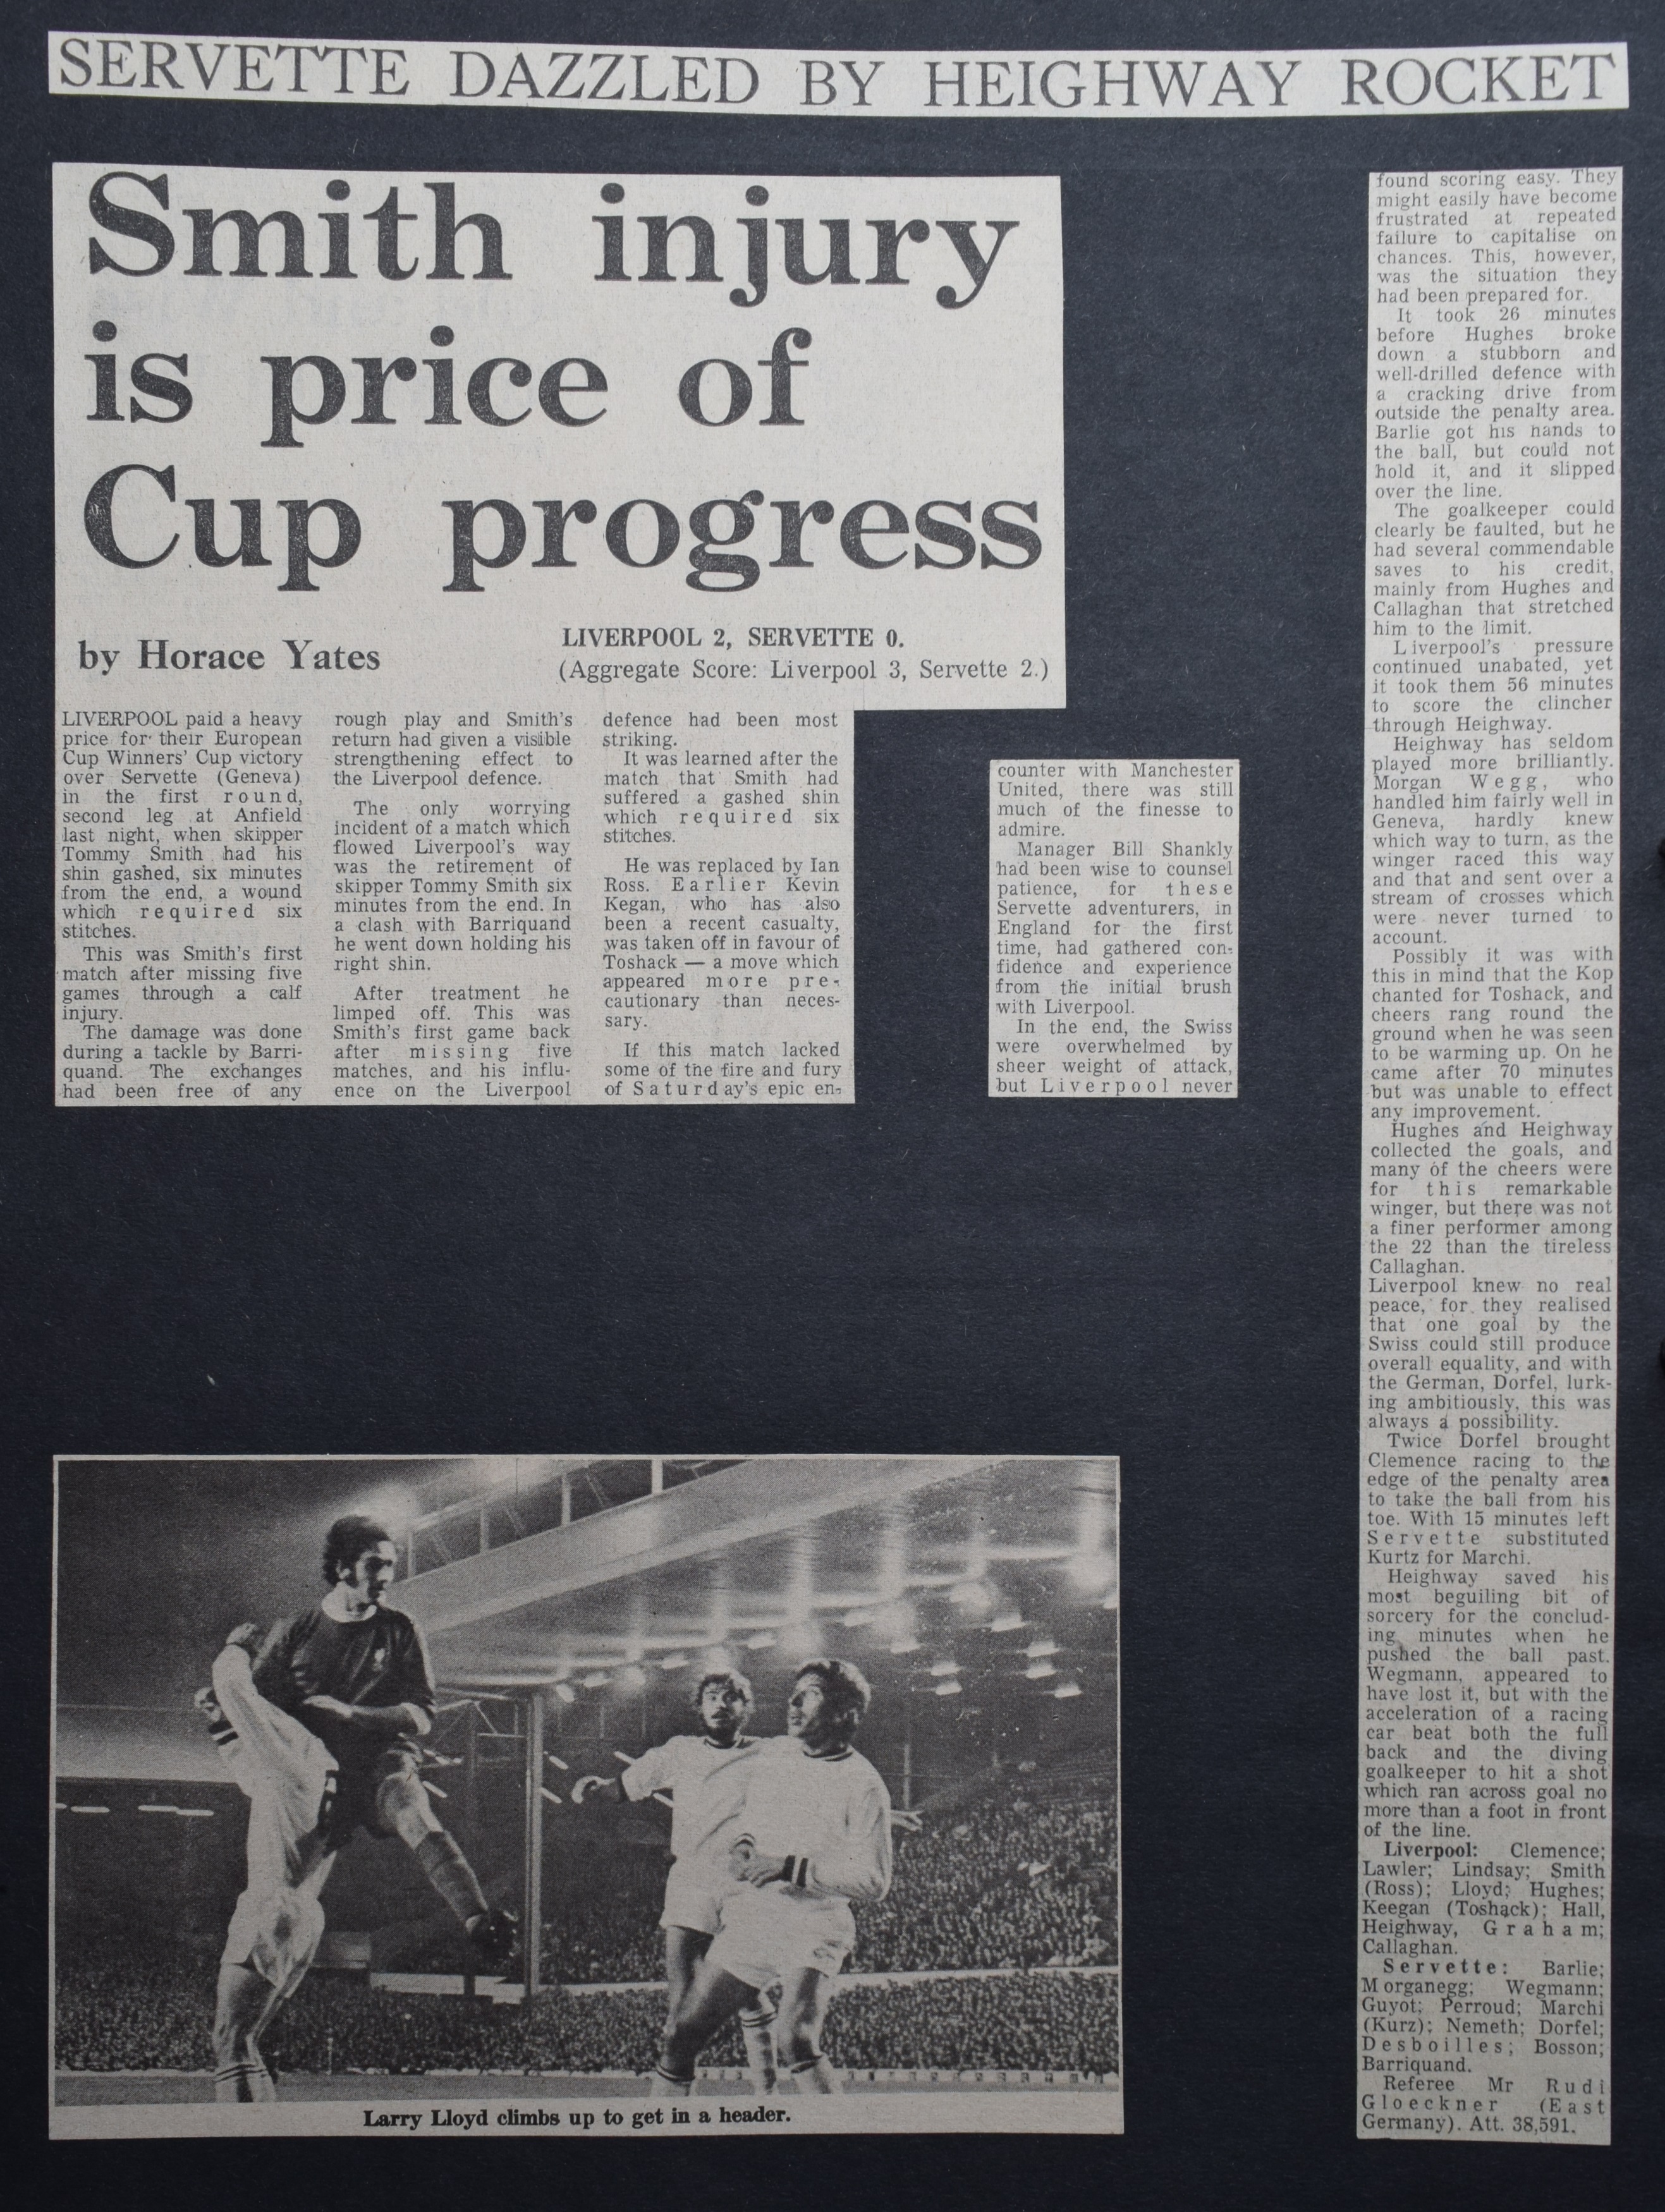 SERVETTE DAZZLED BY HEIGHWAY ROCKET
Smith injury
is price of
Cup progress
by Horace Yates
LIVERPOOL 2, SERVETTE 0.
(Aggregate Score: Liverpool 3, Servette 2.)
LIVERPOOL paid a heavy
price for their European
Cup Winners' Cup victory
over Servette (Geneva)
in the first round,
second leg at Anfield
last night, when skipper
Tommy Smith had his
shin gashed, six minutes
from the end, a wound
which required six
stitches.
This was Smith's first
match after missing five
games through a calf
injury.
The damage was done
during a tackle by Barri-
quand. The exchanges
had been free of any
rough play and Smith's
return had given a visible
strengthening effect to
the Liverpool defence.
The only worrying
incident of a match which
flowed Liverpool's way
was the retirement of
skipper Tommy Smith six
minutes from the end. In
a clash with Barriquand
he went down holding his
right shin.
After treatment he
limped off. This was
Smith's first game back
after missing five
matches, and his influ-
ence on the Liverpool
defence had been most
striking.
It was learned after the
match that Smith had
suffered a gashed shin
which required six
stitches.
He was replaced by Ian
Ross. Earlier Kevin
Kegan, who has also
been a recent casualty,
was taken off in favour of
Toshack — a move which
appeared more pre-
cautionary than neces-
sary.
If this match lacked
some of the fire and fury
of Saturday's epic en-
counter with Manchester
United, there was still
much of the finesse to
admire.
Manager Bill Shankly
had been wise to counsel
patience, for these
Servette adventurers, in
England for the first
time, had gathered con-
fidence and experience
from the initial brush
with Liverpool.
In the end, the Swiss
were overwhelmed by
sheer weight of attack,
but Liverpool never
found scoring easy. They
might easily have become
frustrated at repeated
failure to capitalise on
chances. This, however,
was the situation they
had been prepared for.
It took 26 minutes
before Hughes broke
down a stubborn and
well-drilled defence with
a cracking drive from
outside the penalty area.
Barlie got his hands to
the ball, but could not
hold it, and it slipped
over the line.
The goalkeeper could
clearly be faulted, but he
had several commendable
saves to his credit,
mainly from Hughes and
Callaghan that stretched
him to the limit.
Liverpool's pressure
continued unabated, yet
it took them 56 minutes
to score the clincher
through Heighway.
Heighway has seldom
played more brilliantly.
Morgan Wegg, who
handled him fairly well in
Geneva, hardly knew
which way to turn, as the
winger raced this way
and that and sent over a
stream of crosses which
were never turned to
account.
Possibly it was with
this in mind that the Kop
chanted for Toshack, and
cheers rang round the
ground when he was seen
to be warming up. On he
came after 70 minutes
but was unable to effect
any improvement.
Hughes and Heighway
collected the goals, and
many of the cheers were
for this remarkable
winger, but there was not
a finer performer among
the 22 than the tireless
Callaghan.
Liverpool knew no real
peace, for they realised
that one goal by the
Swiss could still produce
overall equality, and with
the German, Dorfel, lurk-
ing ambitiously, this was
always a possibility.
Twice Dorfel brought
Clemence racing to the
edge of the penalty area
to take the ball from his
toe. With 15 minutes left
Servette substituted
Kurtz for Marchi.
Heighway saved his
most beguiling bit of
sorcery for the conclud-
ing minutes when he
pushed the ball past.
Wegmann, appeared to
have lost it, but with the
acceleration of a racing
car beat both the full
back and the diving
goalkeeper to hit a shot
which ran across goal no
more than a foot in front
of the line.
Liverpool: Clemence;
Lawler; Lindsay; Smith
(Ross); Lloyd; Hughes;
Keegan (Toshack); Hall,
Heighway, Graham;
Callaghan.
Servette: Barlie;
Morganegg; Wegmann;
Guyot; Perroud; Marchi
(Kurz); Nemeth; Dorfel;
Desboilles; Bosson;
Barriquand.
Referee Mr Rudi
Gloeckner (East
Germany). Att. 38,591.
Larry Lloyd climbs up to get in a header.